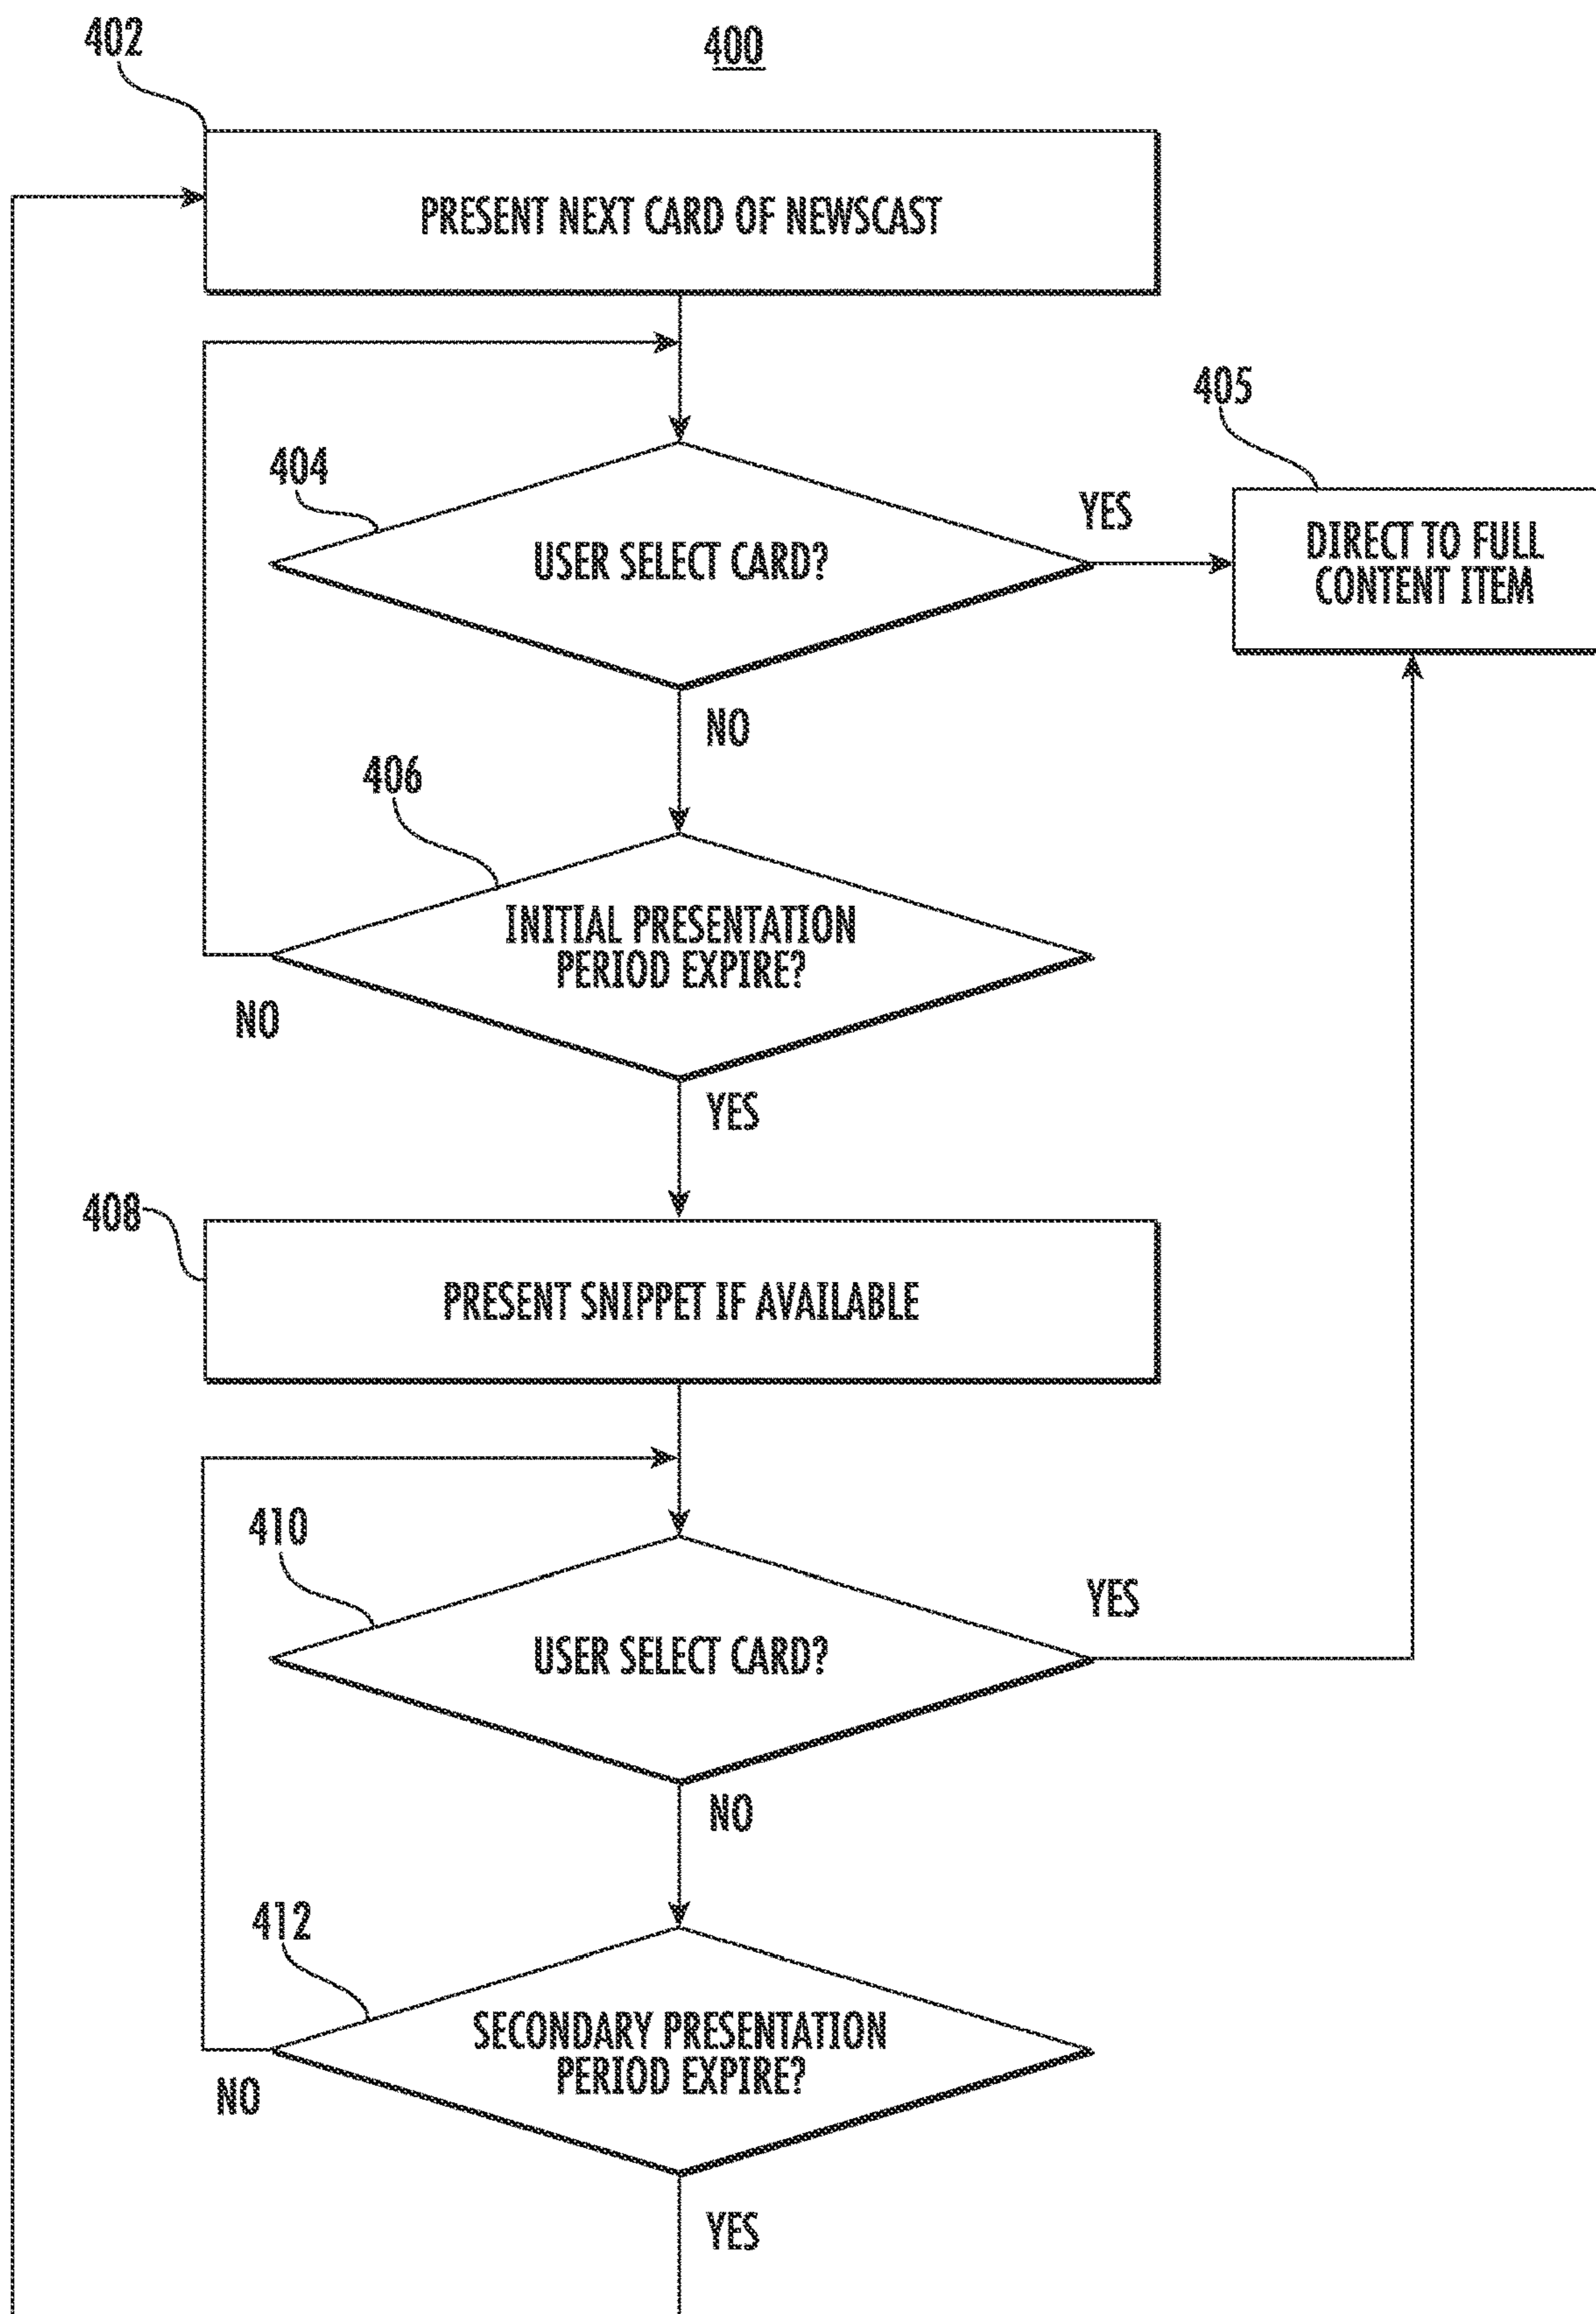 402
400
PRESENT NEXT CARD OF NEWSCAST
405
404
YES
USER SELECT CARD?
DIRECT TO FULL
CONTENT ITEM
NO
406
INITIAL PRESENTATION
PERIOD EXPIRE?
NO
YES
408
PRESENT SNIPPET IF AVAILABLE
410
YES
USER SELECT CARD?
NO
412
SECONDARY PRESENTATION
PERIOD EXPIRE?
NO
YES